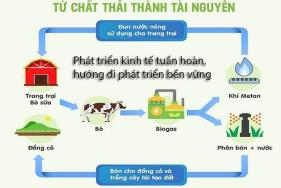 TỪ CHẤT THẢI THÀNH TÀI NGUYÊN
Đun nước nóng
sử dụng cho trang trại
Phát triển kinh tế tuần hoàn,
hướng đi phát triển bền vững
Trang trại
Bò sữa
Khí Metan
Bò
Biogas
Đồng cỏ
Phân bón + nước
Bón cho đồng cỏ và
trồng cây tái tạo đất